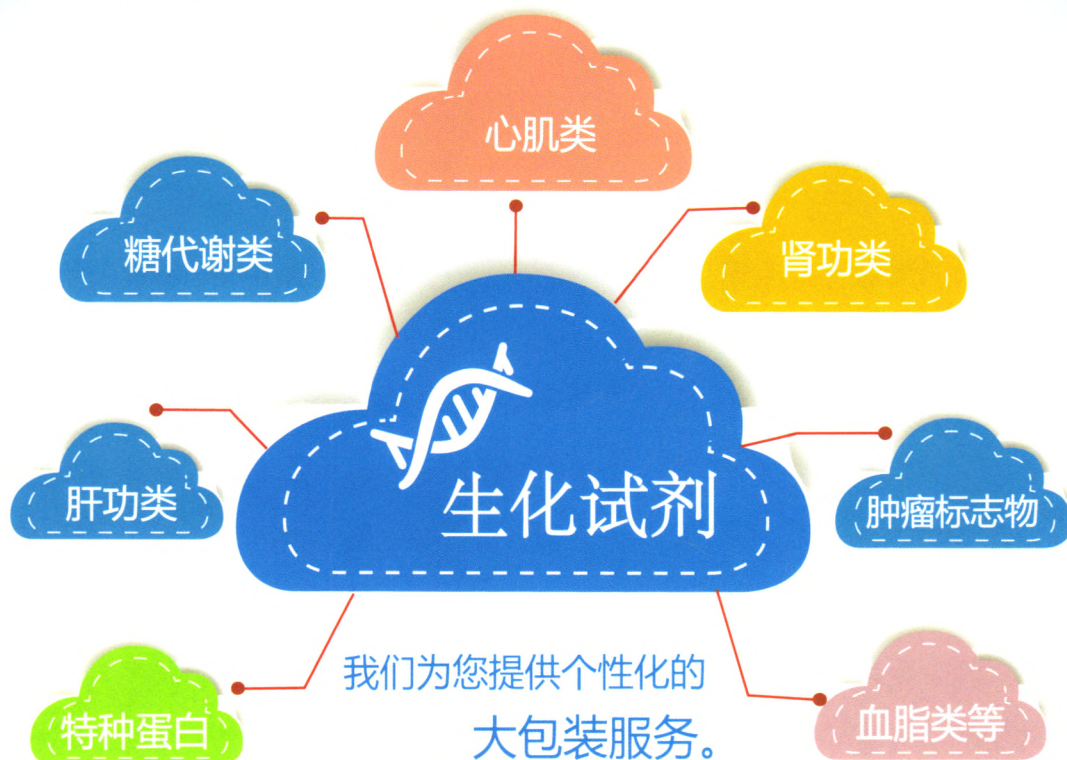 心肌类
糖代谢类
肾功类
肝功类
生化试剂
肿瘤标志物
特种蛋白
我们为您提供个性化的
大包装服务。
血脂类等